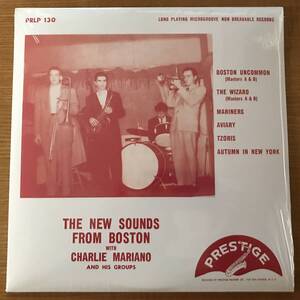 PRLP 130
LONG PLAYING MICROGROOVE NON BREAKABLE RECORDS
BOSTON UNCOMMON
(Masters A & B)
THE WIZARD
(Masters A & B)
MARINERS
AVIARY
TZORIS
AUTUMN IN NEW YORK
THE NEW SOUNDS
FROM BOSTON
WITH
CHARLIE MARIANO
AND HIS GROUPS
PRESTIGE